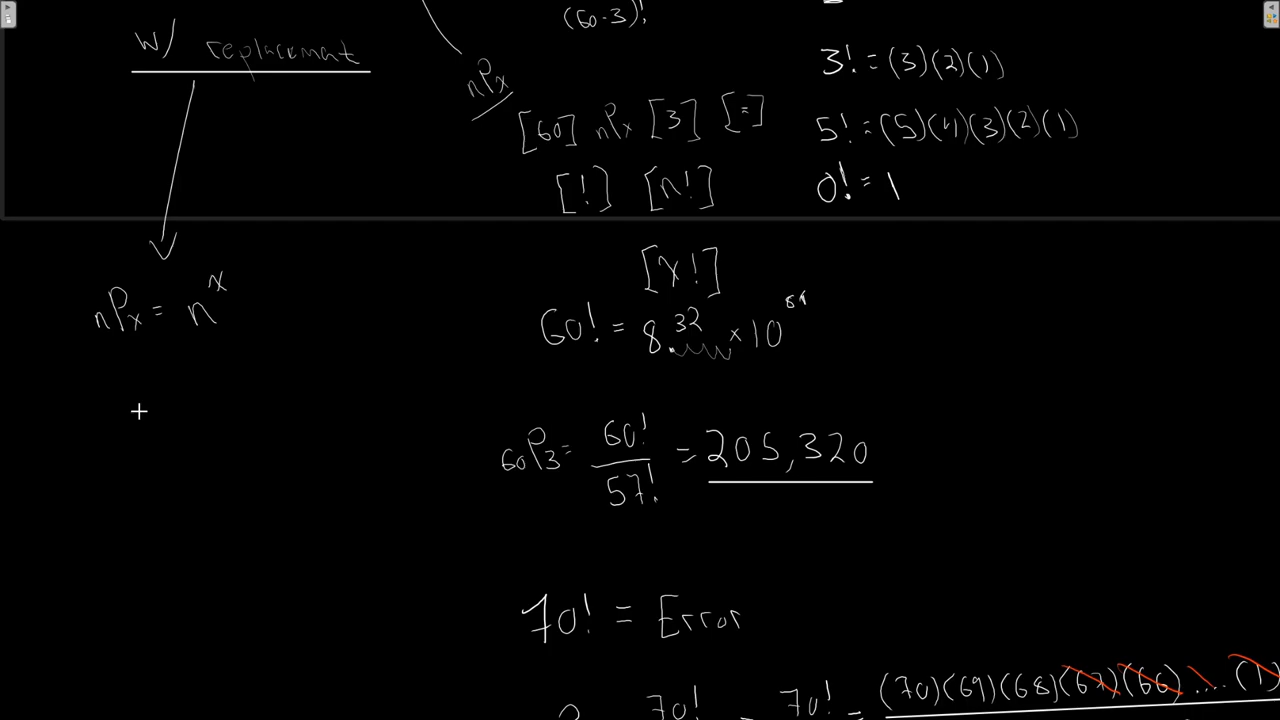 (60-3)!
w/ replacement
3! = (3)(2)(1)
nPx
[60] nPx [3] [=]
5! = (5)(4)(3)(2)(1)
[!] [n!]
0! = 1
[x!]
nPx = n^x
60! = 8.32 × 10^81
60P3 = 60!/57! = 205,320
70! = Error
70! = 70! = (70)(69)(68)(67)(66) .... (1)